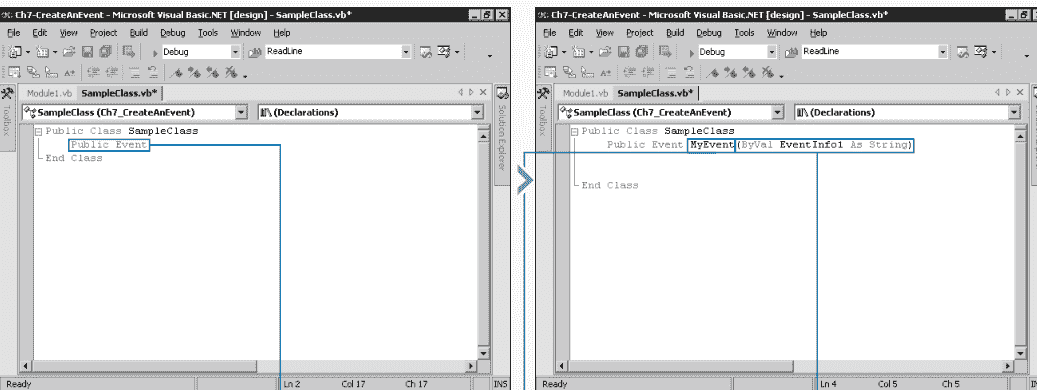 Ch7-CreateAnEvent - Microsoft Visual Basic.NET [design] - SampleClass.vb*
File Edit View Project Build Debug Tools Window Help
Debug ReadLine
Module1.vb SampleClass.vb*
SampleClass (Ch7_CreateAnEvent) (Declarations)
Toolbox
Public Class SampleClass
Public Event
End Class
Solution Explorer
Ready Ln 2 Col 17 Ch 17 INS
Ch7-CreateAnEvent - Microsoft Visual Basic.NET [design] - SampleClass.vb*
File Edit View Project Build Debug Tools Window Help
Debug ReadLine
Module1.vb SampleClass.vb*
SampleClass (Ch7_CreateAnEvent) (Declarations)
Toolbox
Public Class SampleClass
Public Event MyEvent(ByVal EventInfo1 As String)
End Class
Ready Ln 4 Col 5 Ch 5